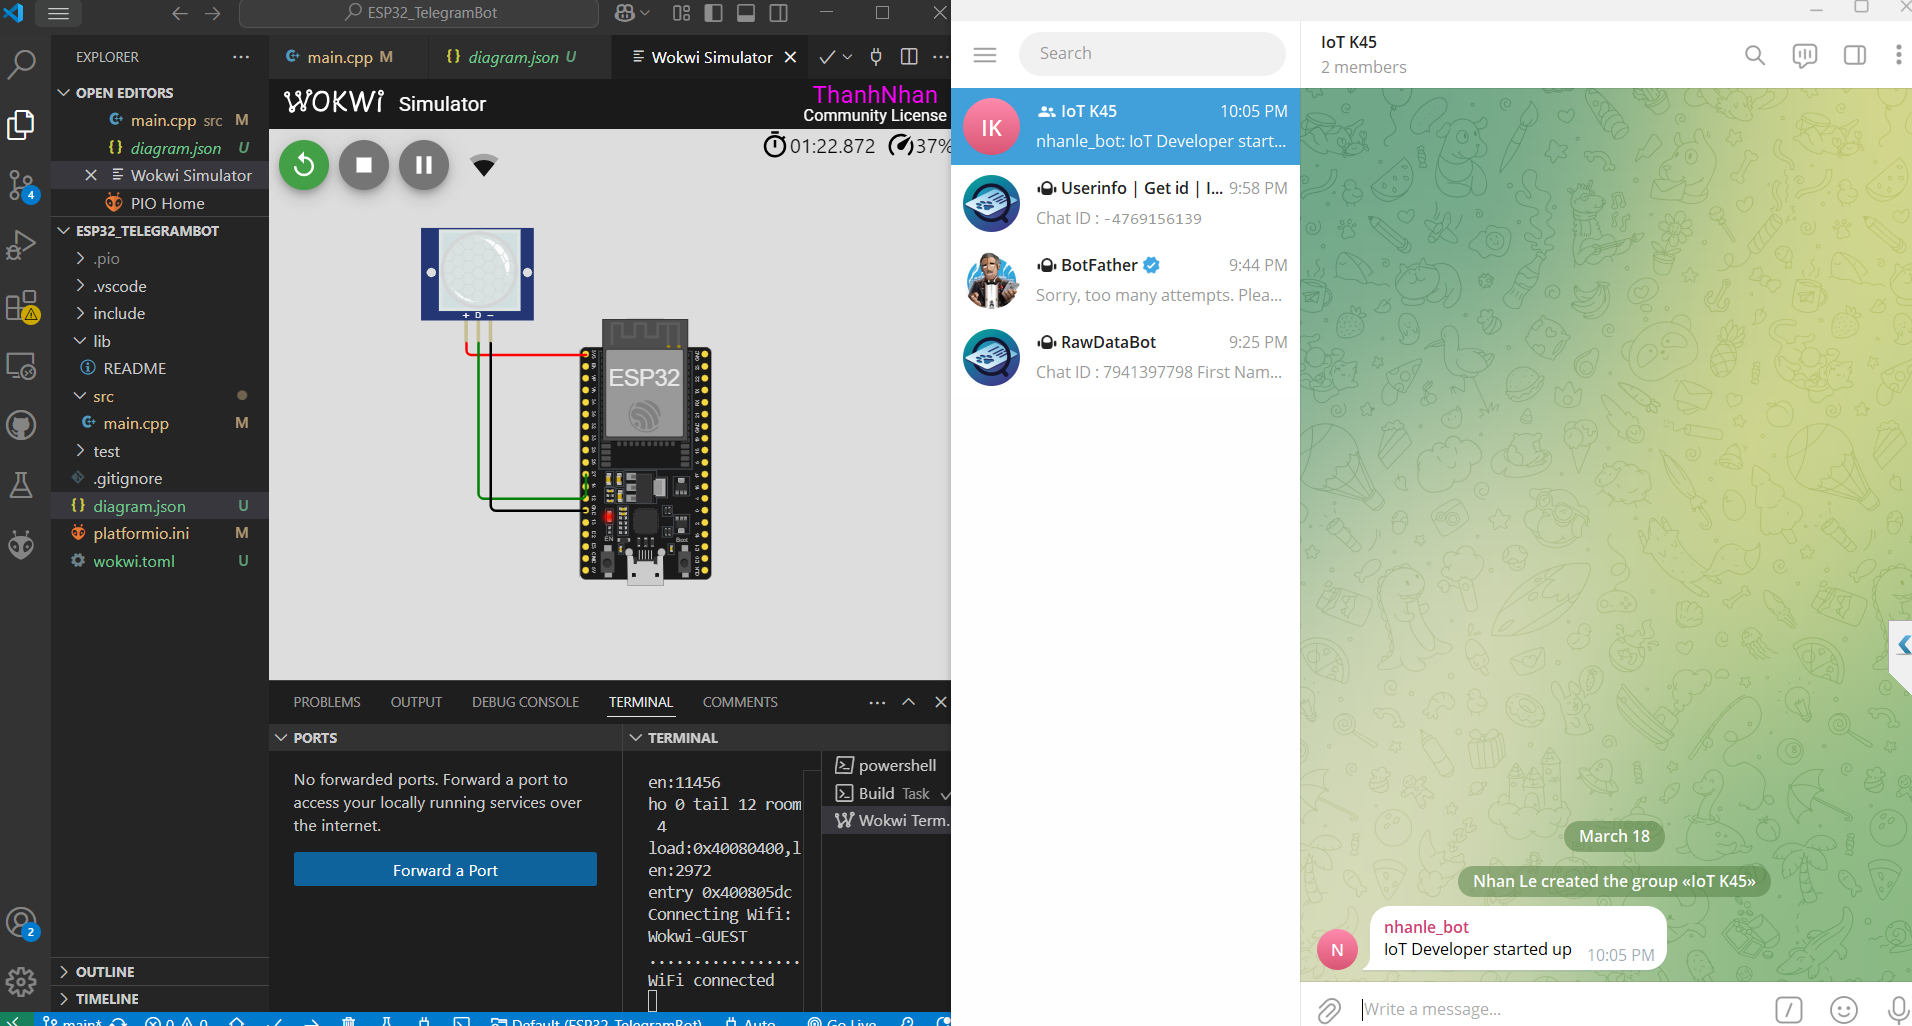 ESP32_TelegramBot
EXPLORER
OPEN EDITORS
main.cpp src M
diagram.json U
Wokwi Simulator
PIO Home
ESP32_TELEGRAMBOT
.pio
.vscode
include
lib
README
src
main.cpp M
test
.gitignore
diagram.json U
platformio.ini M
wokwi.toml U
OUTLINE
TIMELINE
4
2
main.cpp M
diagram.json U
Wokwi Simulator
WOKWi Simulator
ThanhNhan
Community License
01:22.872 37%
+ D −
ESP32
EN
Boot
PROBLEMS OUTPUT DEBUG CONSOLE TERMINAL COMMENTS
PORTS
No forwarded ports. Forward a port to
access your locally running services over
the internet.
Forward a Port
TERMINAL
en:11456
ho 0 tail 12 room
4
load:0x40080400,l
en:2972
entry 0x400805dc
Connecting Wifi:
Wokwi-GUEST
.................
WiFi connected
powershell
Build Task
Wokwi Term...
main* 0 0 Default (ESP32_TelegramBot) Auto Go Live
Search
IK
IoT K45 10:05 PM
nhanle_bot: IoT Developer start...
Userinfo | Get id | I... 9:58 PM
Chat ID : -4769156139
BotFather 9:44 PM
Sorry, too many attempts. Plea...
RawDataBot 9:25 PM
Chat ID : 7941397798 First Nam...
IoT K45
2 members
March 18
Nhan Le created the group «IoT K45»
N
nhanle_bot
IoT Developer started up 10:05 PM
Write a message...